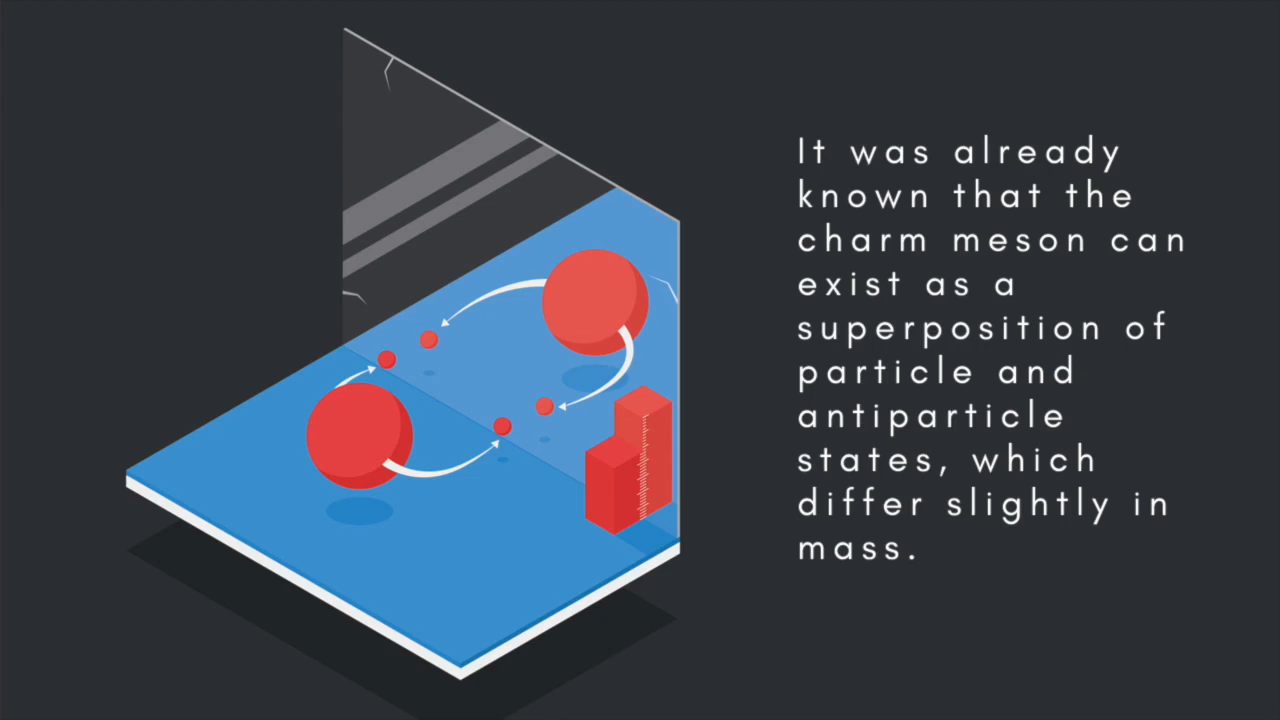 It was already
known that the
charm meson can
exist as a
superposition of
particle and
antiparticle
states, which
differ slightly in
mass.